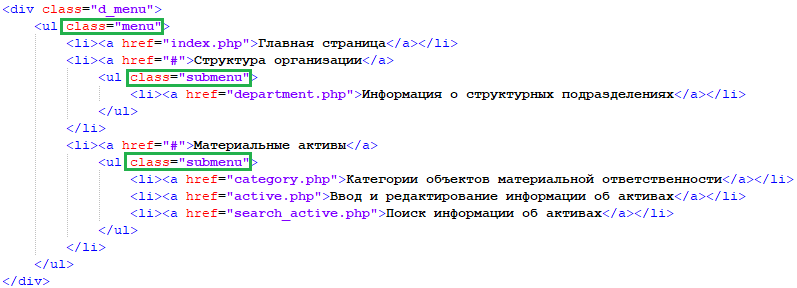 <div class="d_menu">
<ul class="menu">
<li><a href="index.php">Главная страница</a></li>
<li><a href="#">Структура организации</a>
<ul class="submenu">
<li><a href="department.php">Информация о структурных подразделениях</a></li>
</ul>
</li>
<li><a href="#">Материальные активы</a>
<ul class="submenu">
<li><a href="category.php">Категории объектов материальной ответственности</a></li>
<li><a href="active.php">Ввод и редактирование информации об активах</a></li>
<li><a href="search_active.php">Поиск информации об активах</a></li>
</ul>
</li>
</ul>
</div>